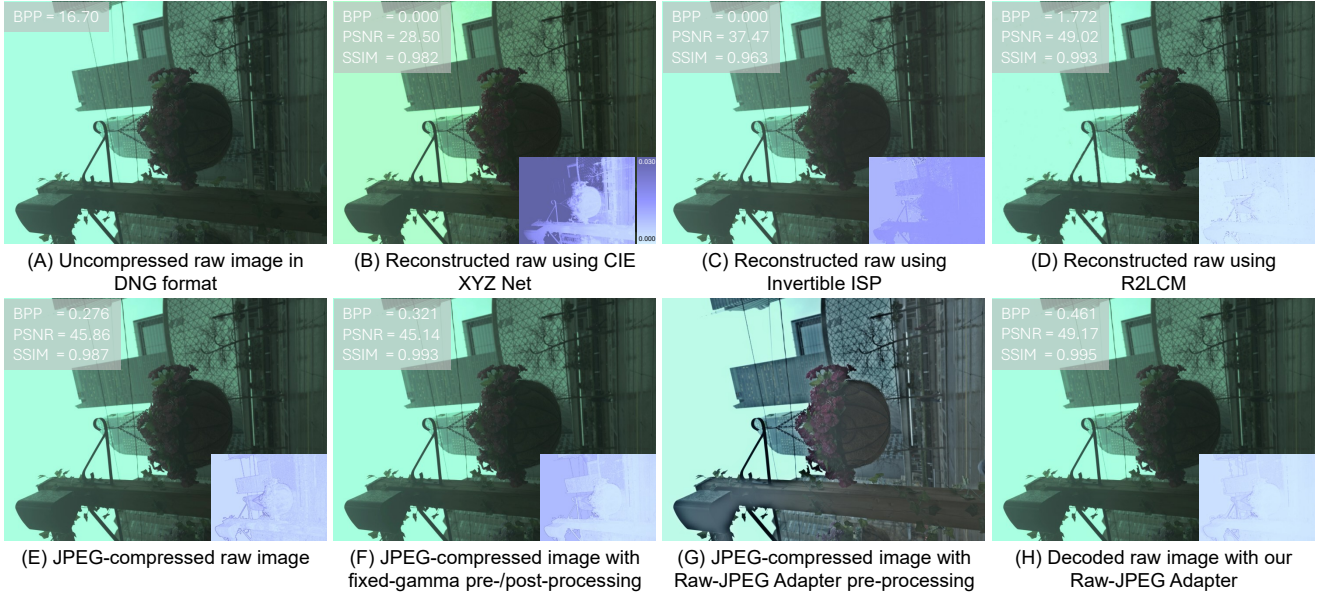 BPP = 16.70
BPP = 0.000
PSNR = 28.50
SSIM = 0.982
0.030
0.000
BPP = 0.000
PSNR = 37.47
SSIM = 0.963
BPP = 1.772
PSNR = 49.02
SSIM = 0.993
(A) Uncompressed raw image in
DNG format
(B) Reconstructed raw using CIE
XYZ Net
(C) Reconstructed raw using
Invertible ISP
(D) Reconstructed raw using
R2LCM
BPP = 0.276
PSNR = 45.86
SSIM = 0.987
BPP = 0.321
PSNR = 45.14
SSIM = 0.993
BPP = 0.461
PSNR = 49.17
SSIM = 0.995
(E) JPEG-compressed raw image
(F) JPEG-compressed image with
fixed-gamma pre-/post-processing
(G) JPEG-compressed image with
Raw-JPEG Adapter pre-processing
(H) Decoded raw image with our
Raw-JPEG Adapter